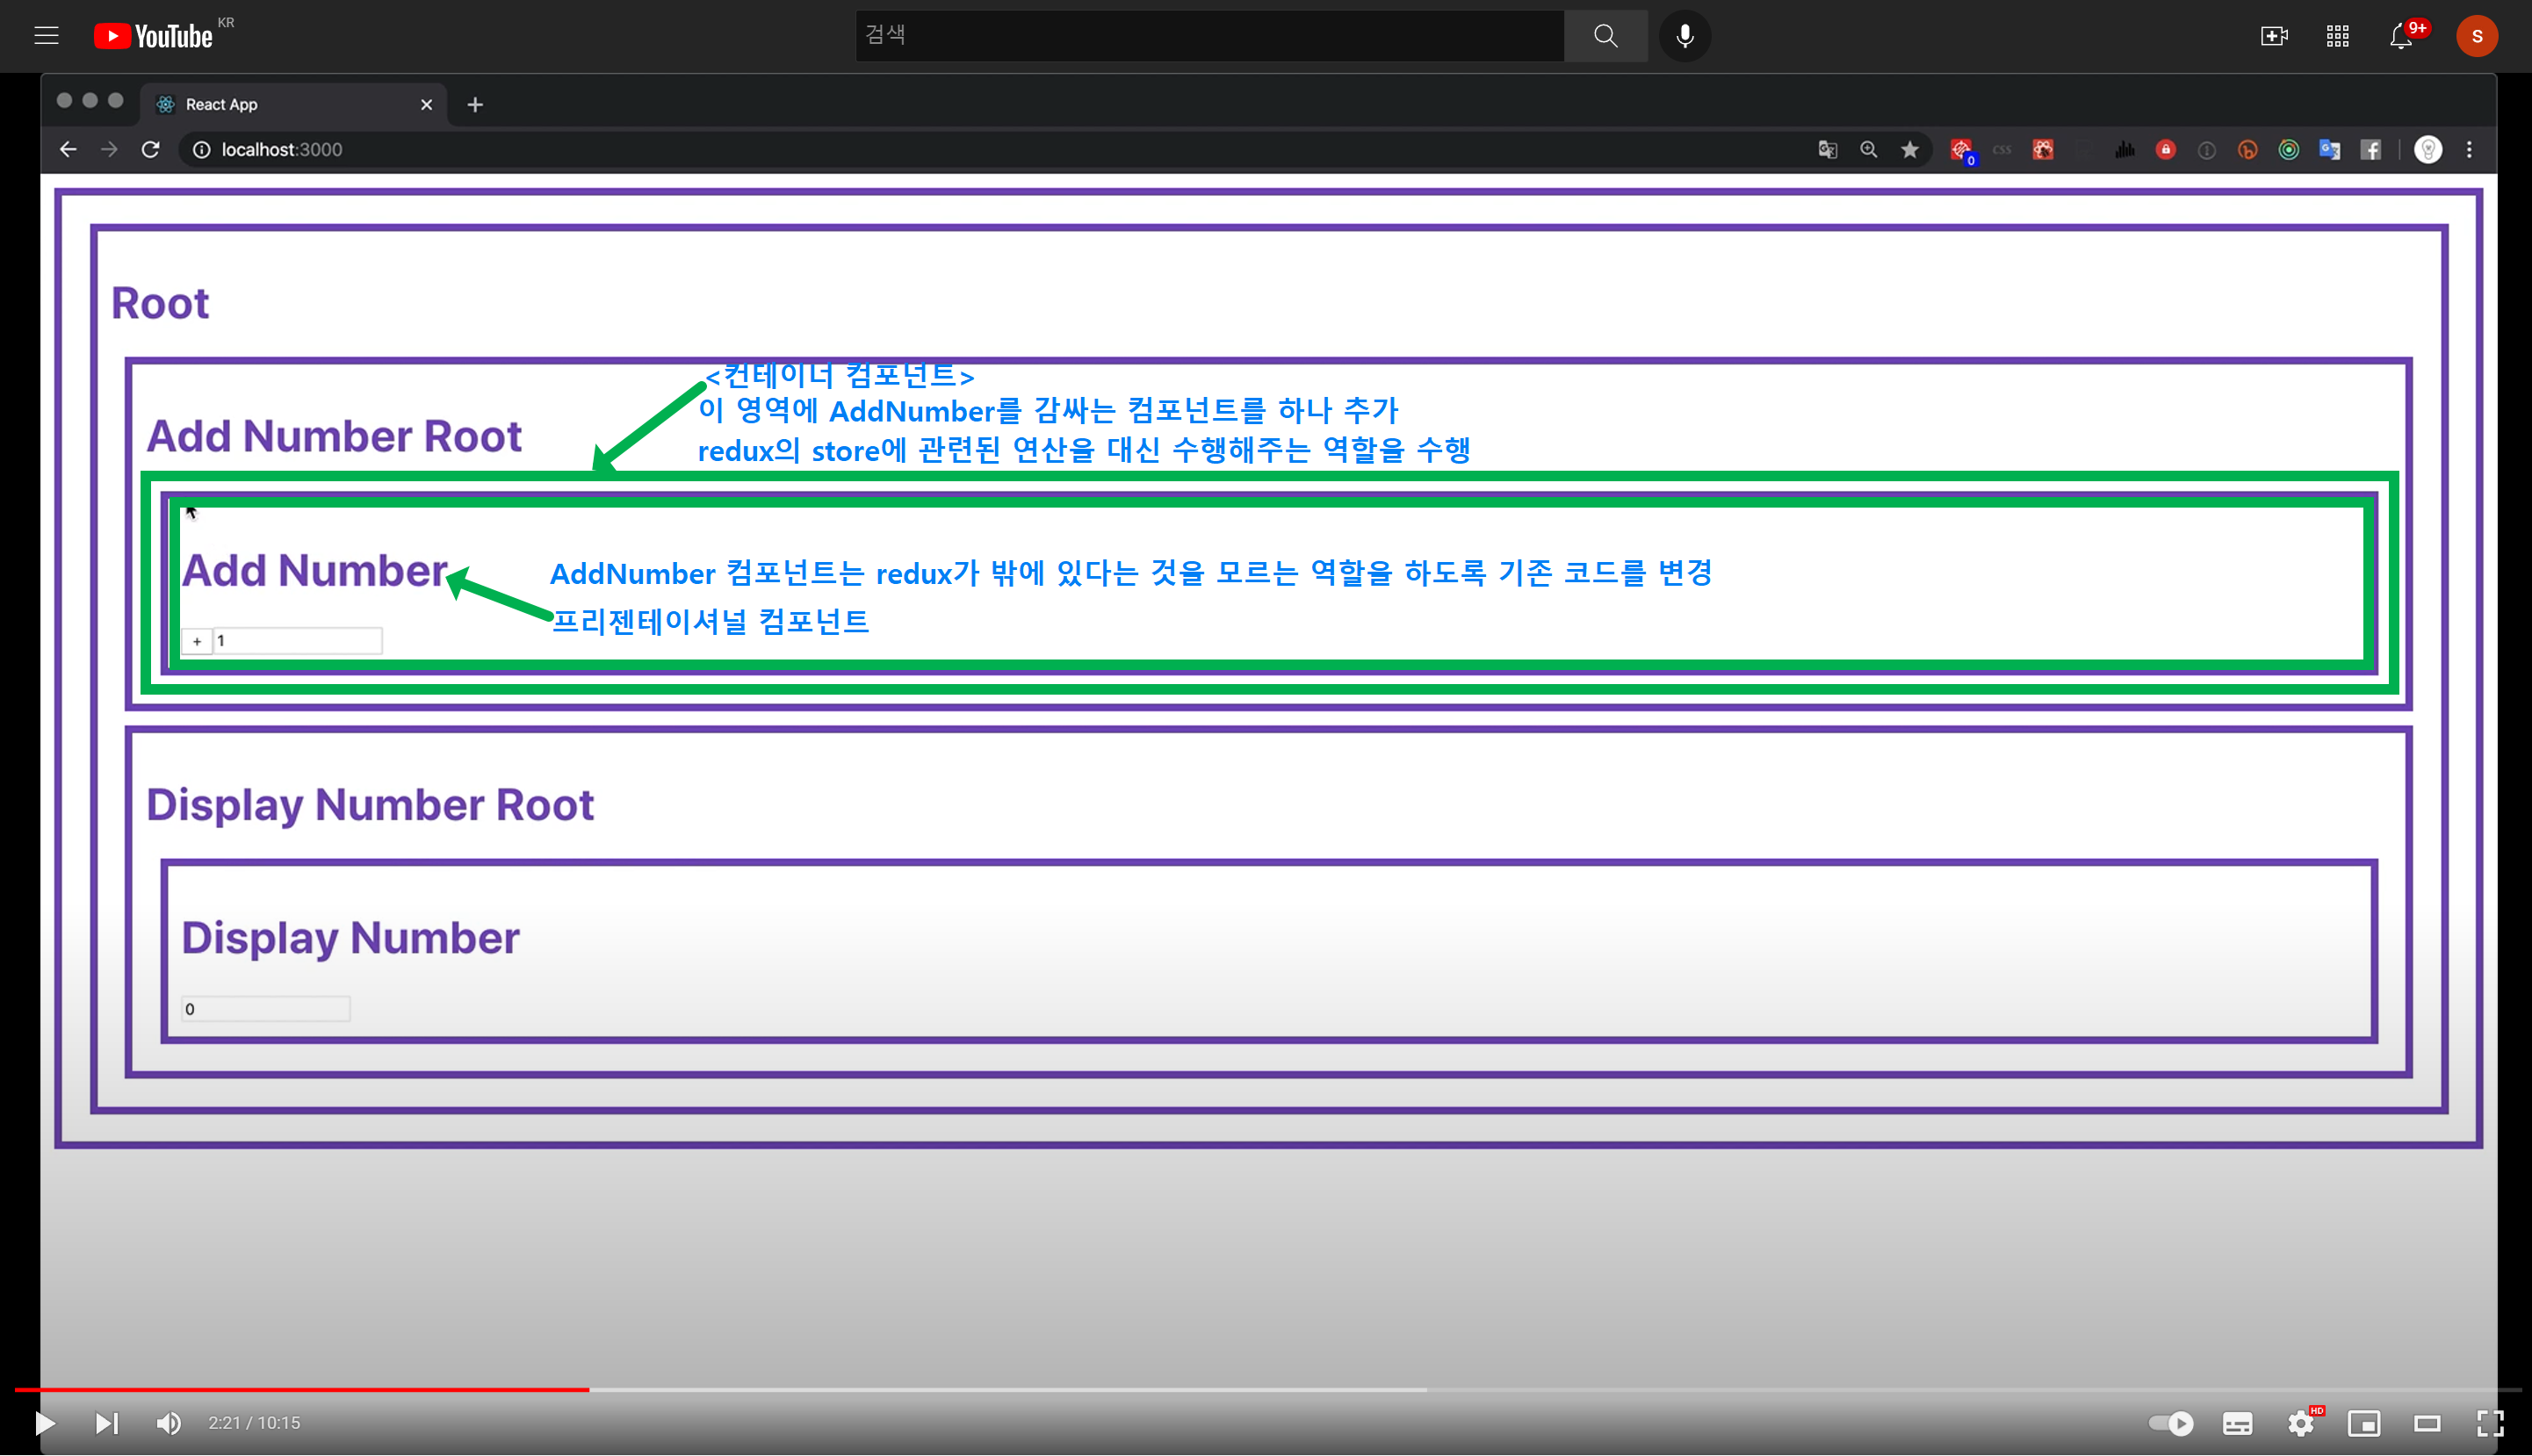 YouTube KR
검색
9+
S
React App
localhost:3000
0
css
Root
<컨테이너 컴포넌트>
이 영역에 AddNumber를 감싸는 컴포넌트를 하나 추가
Add Number Root
redux의 store에 관련된 연산을 대신 수행해주는 역할을 수행
Add Number
AddNumber 컴포넌트는 redux가 밖에 있다는 것을 모르는 역할을 하도록 기존 코드를 변경
프리젠테이셔널 컴포넌트
+ 1
Display Number Root
Display Number
0
2:21 / 10:15
HD